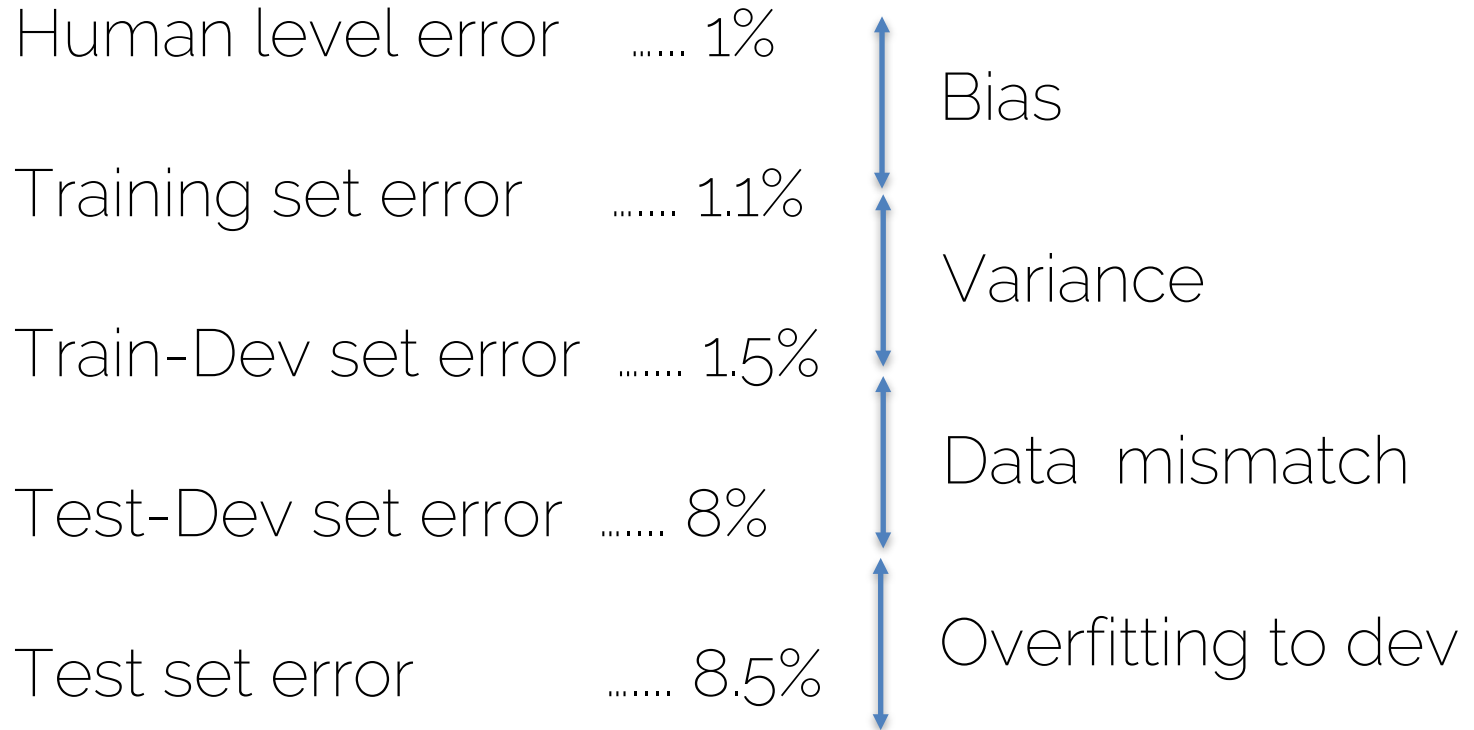 Human level error ...... 1%
Bias
Training set error ....... 1.1%
Variance
Train-Dev set error ....... 1.5%
Data mismatch
Test-Dev set error ....... 8%
Overfitting to dev
Test set error ....... 8.5%